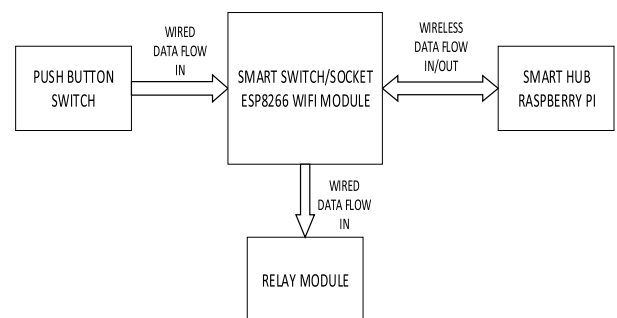 WIRED
DATA FLOW
IN
PUSH BUTTON
SWITCH
SMART SWITCH/SOCKET
ESP8266 WIFI MODULE
WIRELESS
DATA FLOW
IN/OUT
SMART HUB
RASPBERRY PI
WIRED
DATA FLOW
IN
RELAY MODULE